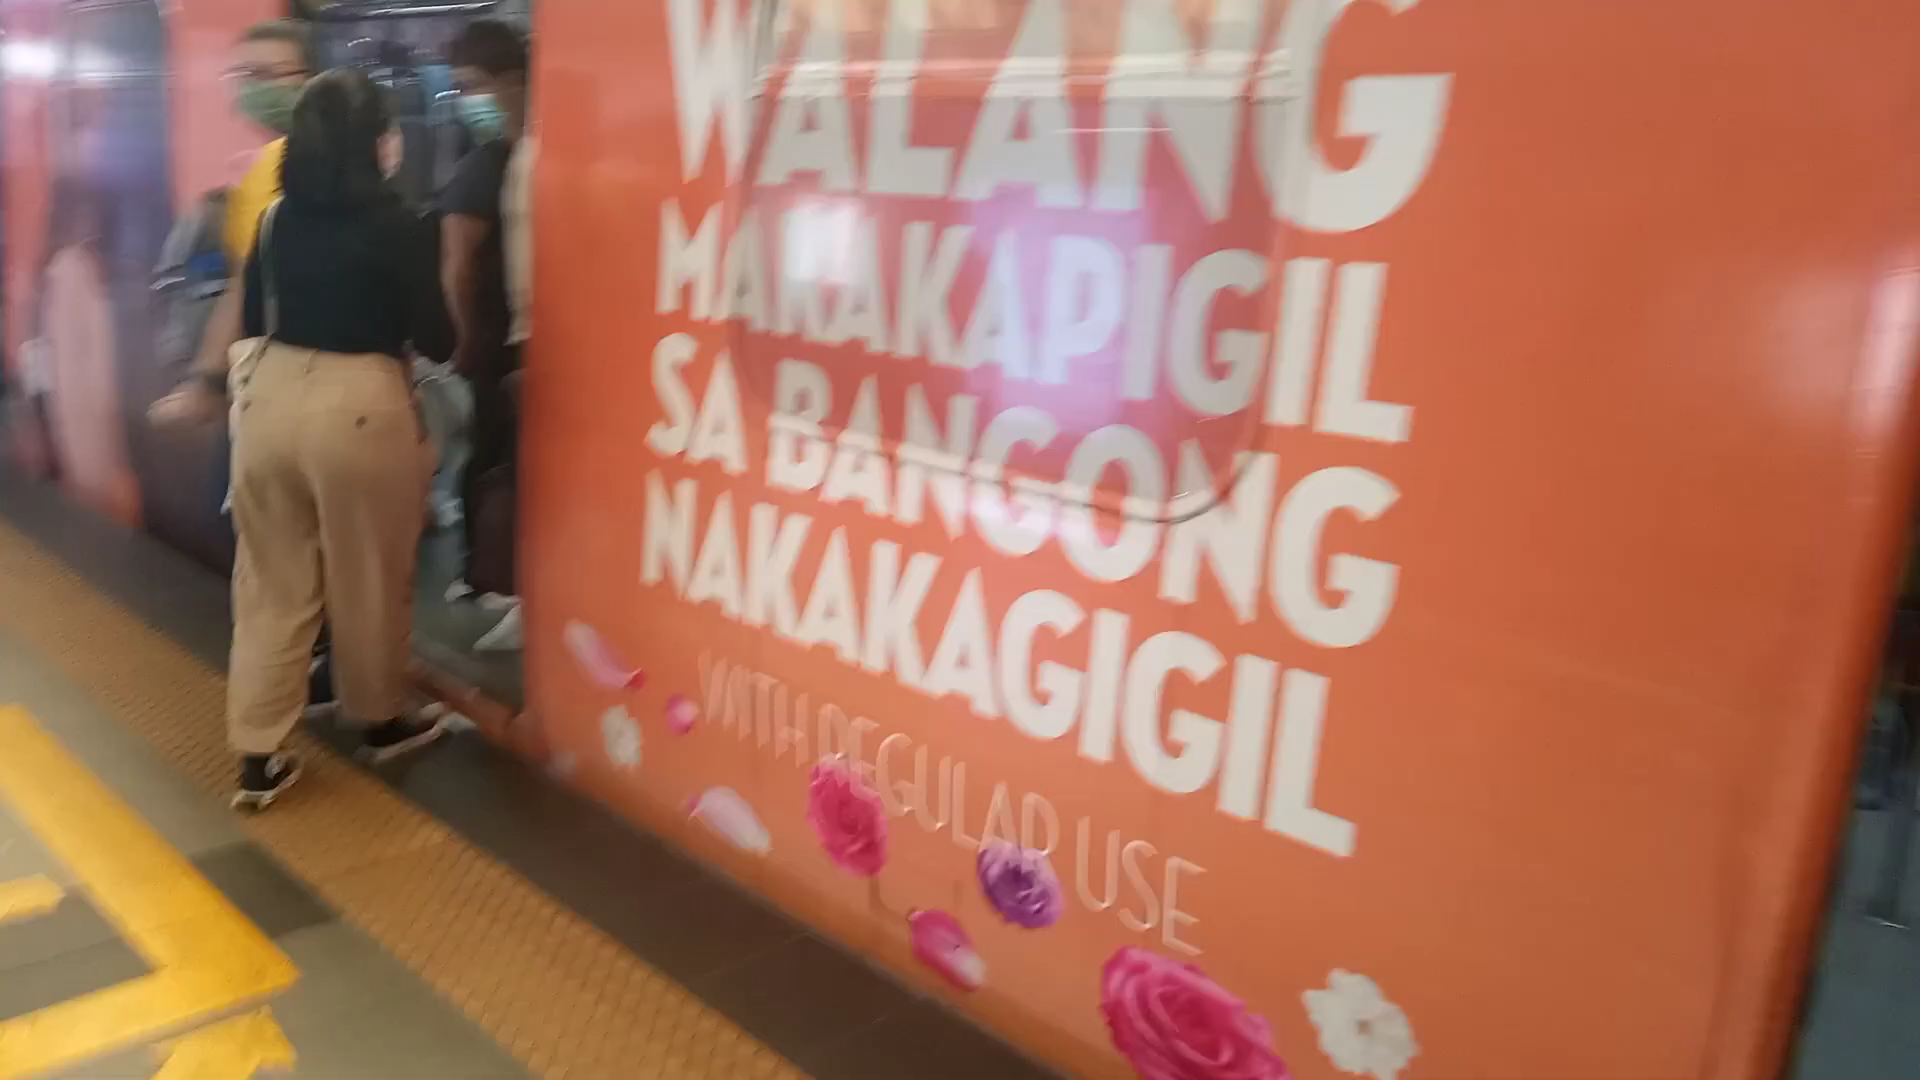 WALANG
MAKAKAPIGIL
SA BANGONG
NAKAKAGIGIL
WITH REGULAR USE